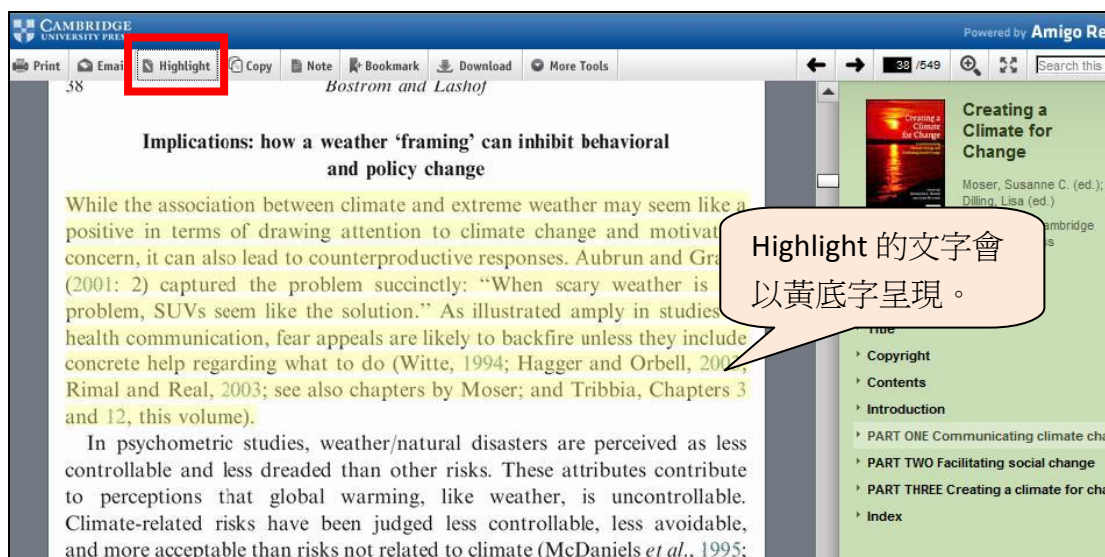 CAMBRIDGE
UNIVERSITY PRESS
Powered by Amigo Re
Print Emai Highlight Copy Note Bookmark Download More Tools 38 /549 Search this
38 Bostrom and Lashof
Implications: how a weather ‘framing’ can inhibit behavioral
and policy change
While the association between climate and extreme weather may seem like a
positive in terms of drawing attention to climate change and motivat
concern, it can also lead to counterproductive responses. Aubrun and Gra
(2001: 2) captured the problem succinctly: “When scary weather is
problem, SUVs seem like the solution.” As illustrated amply in studies
health communication, fear appeals are likely to backfire unless they include
concrete help regarding what to do (Witte, 1994; Hagger and Orbell, 200
Rimal and Real, 2003; see also chapters by Moser; and Tribbia, Chapters 3
and 12, this volume).
In psychometric studies, weather/natural disasters are perceived as less
controllable and less dreaded than other risks. These attributes contribute
to perceptions that global warming, like weather, is uncontrollable.
Climate-related risks have been judged less controllable, less avoidable,
and more acceptable than risks not related to climate (McDaniels et al., 1995;
Highlight 的文字會
以黃底字呈現。
Creating a
Climate
for Change
Creating a
Climate for
Change
Moser, Susanne C. (ed.);
Dilling, Lisa (ed.)
ambridge
ss
Title
Copyright
Contents
Introduction
PART ONE Communicating climate cha
PART TWO Facilitating social change
PART THREE Creating a climate for cha
Index